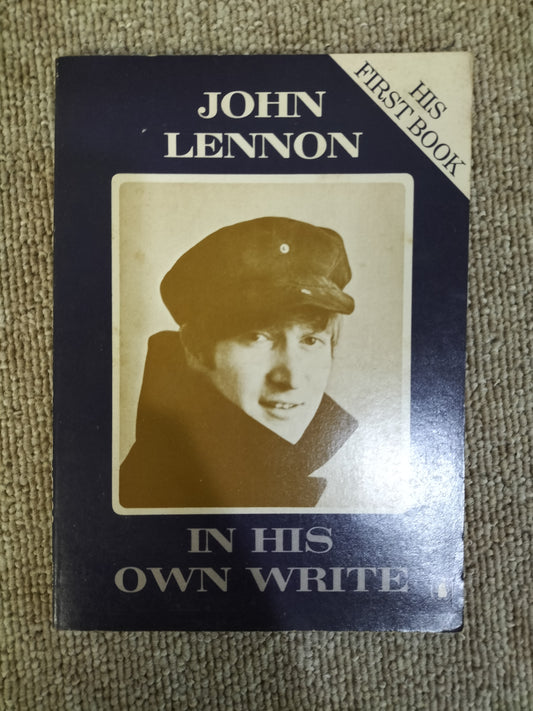 JOHN
LENNON
HIS
FIRST BOOK
IN HIS
OWN WRITE